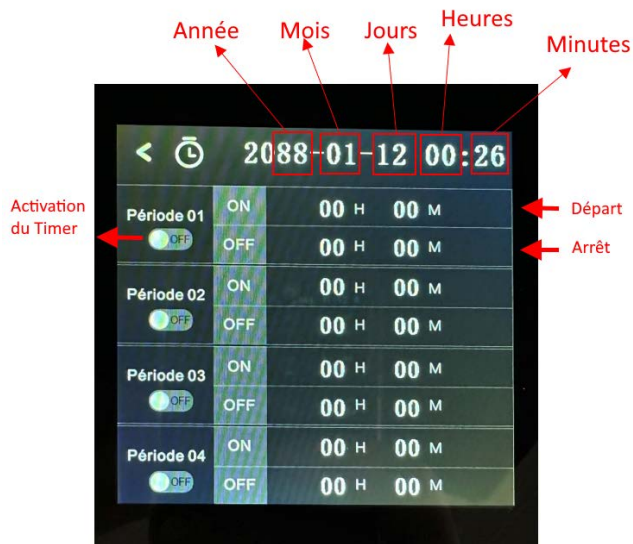 Année Mois Jours Heures Minutes
< 2088-01-12 00:26
Activation du Timer
Période 01 OFF
ON 00 H 00 M Départ
OFF 00 H 00 M Arrêt
Période 02 OFF
ON 00 H 00 M
OFF 00 H 00 M
Période 03 OFF
ON 00 H 00 M
OFF 00 H 00 M
Période 04 OFF
ON 00 H 00 M
OFF 00 H 00 M